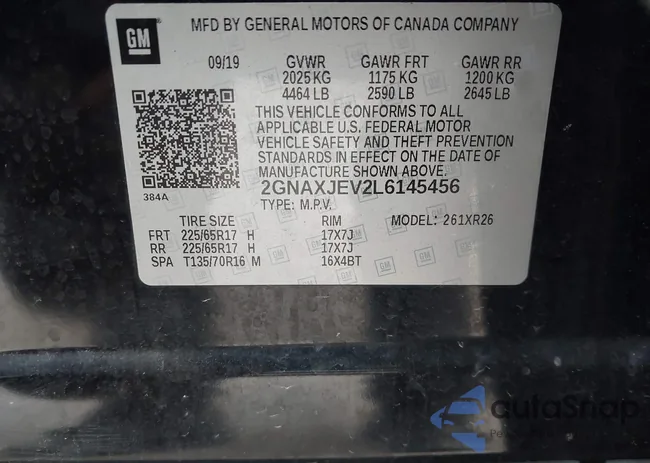 GM
MFD BY GENERAL MOTORS OF CANADA COMPANY
09/19 GVWR GAWR FRT GAWR RR
2025 KG 1175 KG 1200 KG
4464 LB 2590 LB 2645 LB
THIS VEHICLE CONFORMS TO ALL
APPLICABLE U.S. FEDERAL MOTOR
VEHICLE SAFETY AND THEFT PREVENTION
STANDARDS IN EFFECT ON THE DATE OF
MANUFACTURE SHOWN ABOVE.
384A
2GNAXJEV2L6145456
TYPE: M.P.V.
TIRE SIZE RIM MODEL: 261XR26
FRT 225/65R17 H 17X7J
RR 225/65R17 H 17X7J
SPA T135/70R16 M 16X4BT
autoSnap